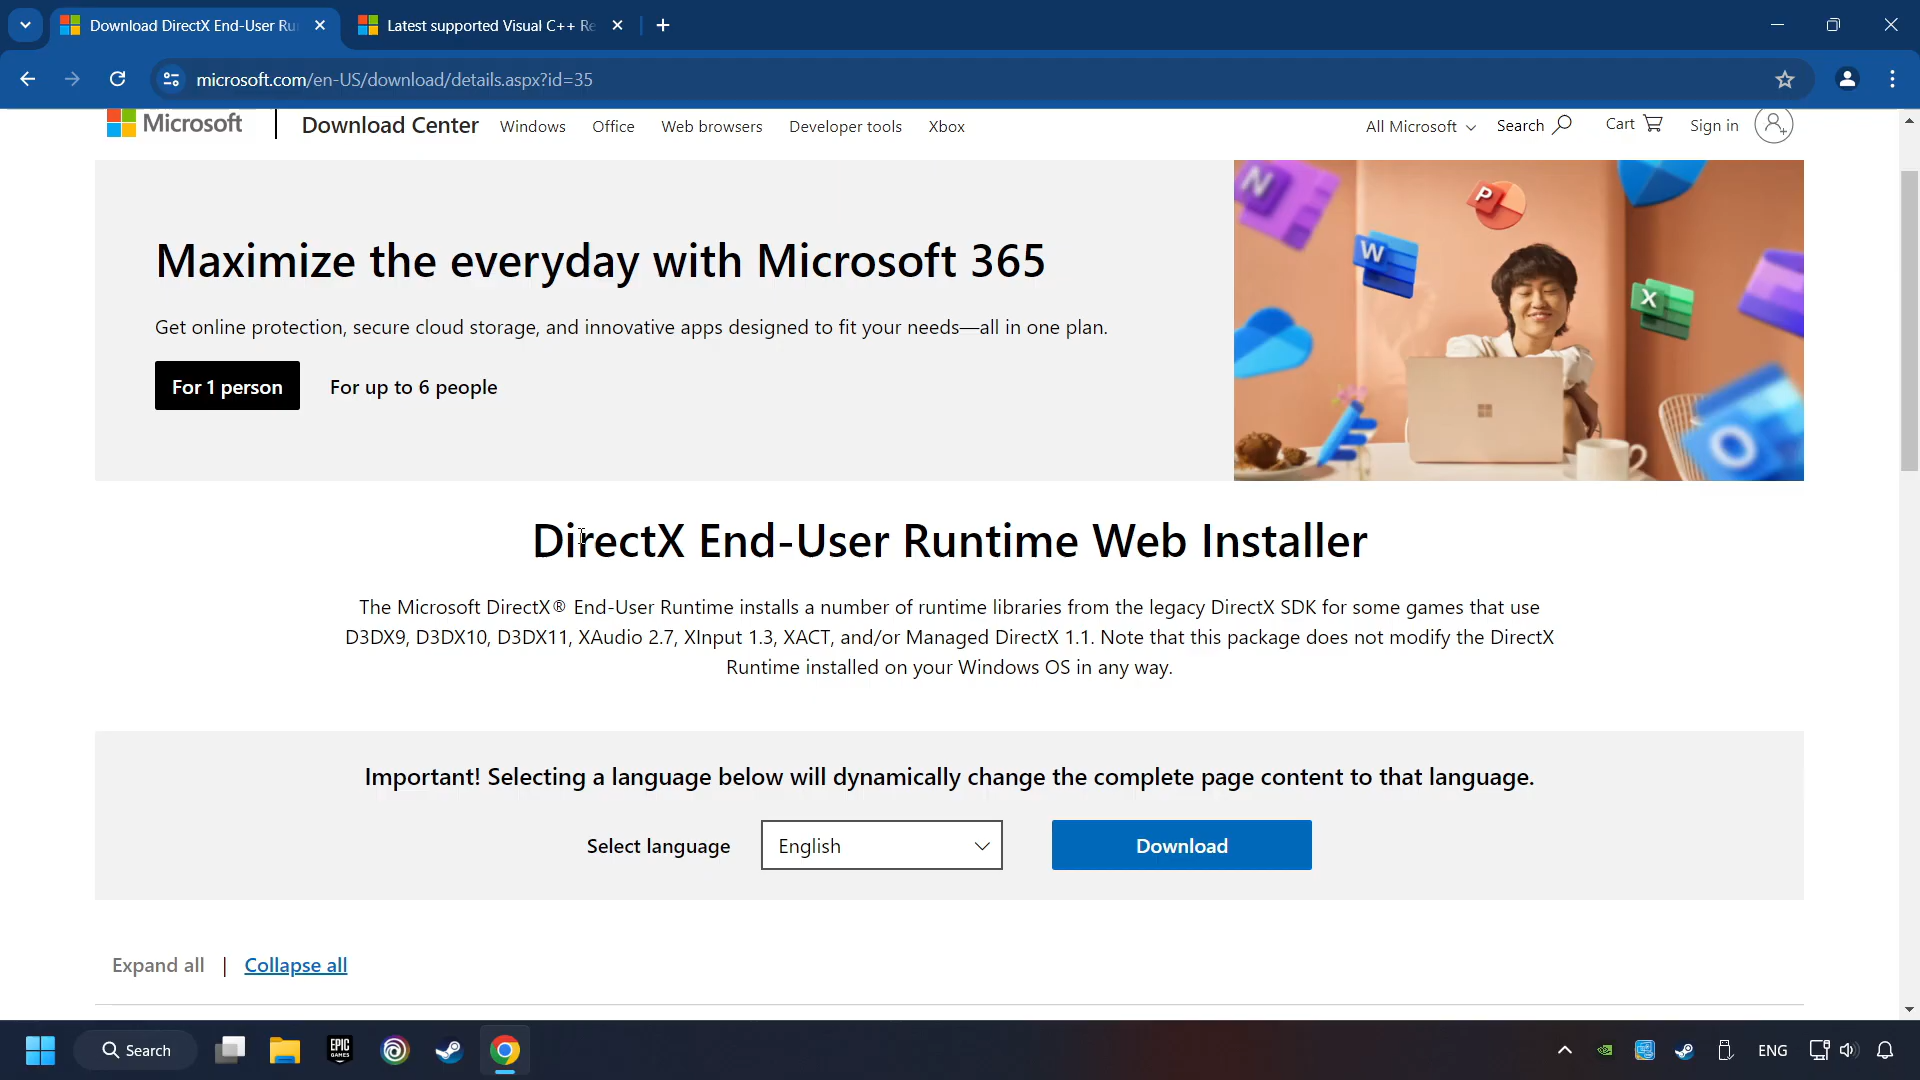 Download DirectX End-User Ru
Latest supported Visual C++ Re
microsoft.com/en-US/download/details.aspx?id=35
Microsoft
Download Center
Windows
Office
Web browsers
Developer tools
Xbox
All Microsoft
Search
Cart
Sign in
Maximize the everyday with Microsoft 365
Get online protection, secure cloud storage, and innovative apps designed to fit your needs—all in one plan.
For 1 person
For up to 6 people
N
P
W
X
O
DirectX End-User Runtime Web Installer
The Microsoft DirectX® End-User Runtime installs a number of runtime libraries from the legacy DirectX SDK for some games that use
D3DX9, D3DX10, D3DX11, XAudio 2.7, XInput 1.3, XACT, and/or Managed DirectX 1.1. Note that this package does not modify the DirectX
Runtime installed on your Windows OS in any way.
Important! Selecting a language below will dynamically change the complete page content to that language.
Select language
English
Download
Expand all | Collapse all
Search
EPIC
GAMES
ENG